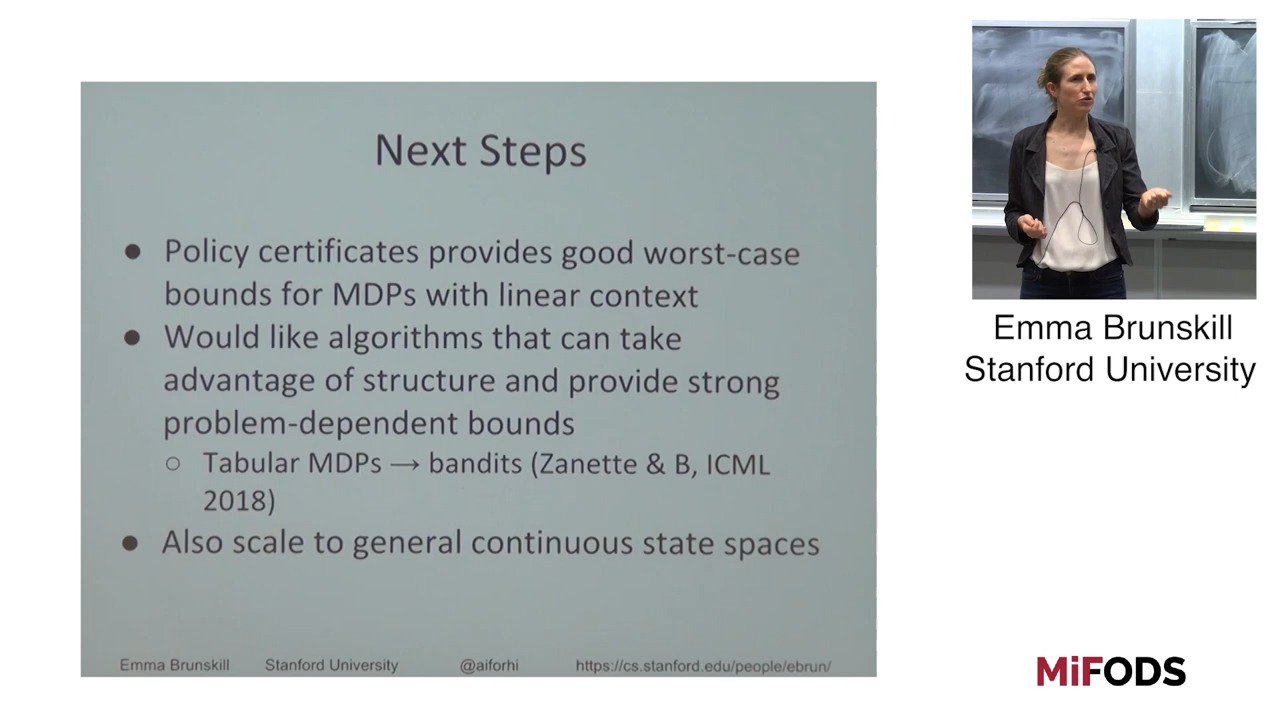 Next Steps
● Policy certificates provides good worst-case
bounds for MDPs with linear context
● Would like algorithms that can take
advantage of structure and provide strong
problem-dependent bounds
○ Tabular MDPs → bandits (Zanette & B, ICML
2018)
● Also scale to general continuous state spaces
Emma Brunskill Stanford University @aiforhi https://cs.stanford.edu/people/ebrun/
Emma Brunskill
Stanford University
MiFODS